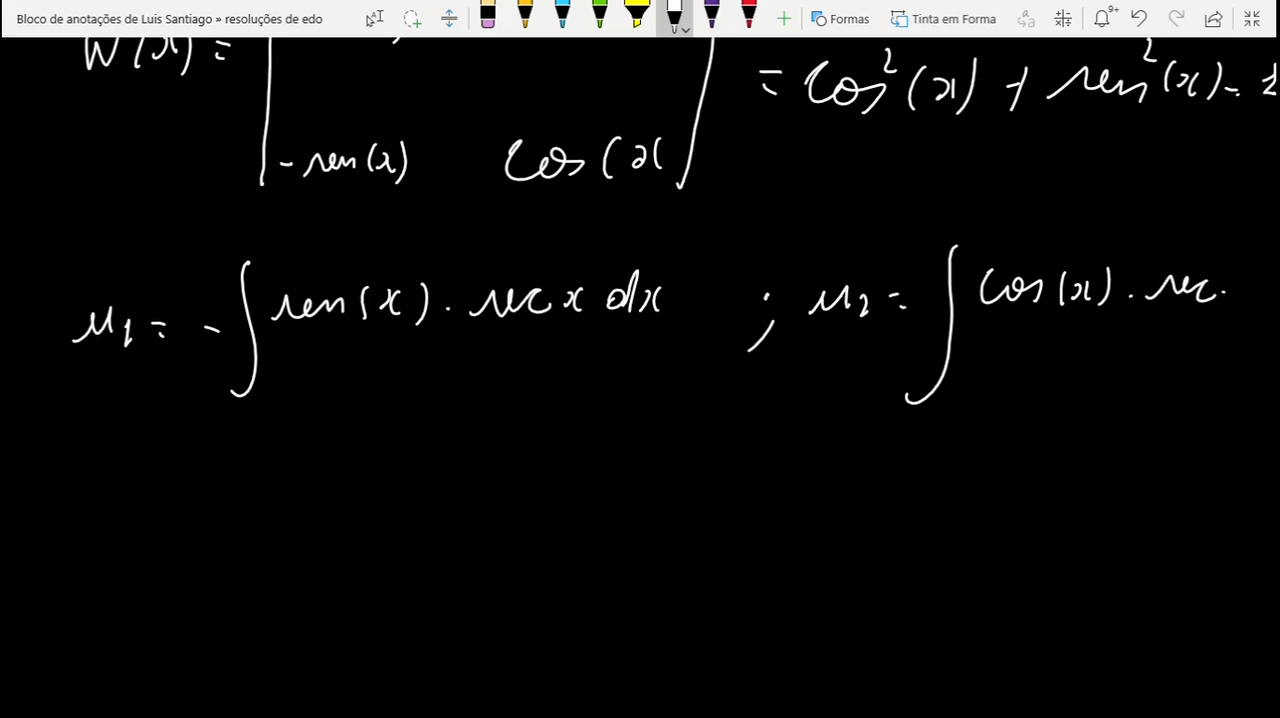 Bloco de anotações de Luis Santiago » resoluções de edo Formas Tinta em Forma 9+
W(x) =
= cos²(x) + sen²(x) = 1
- sen(x) cos(x)
u₁ = - ∫ sen(x) . sec x dx ; u₂ = ∫ cos(x) . sec